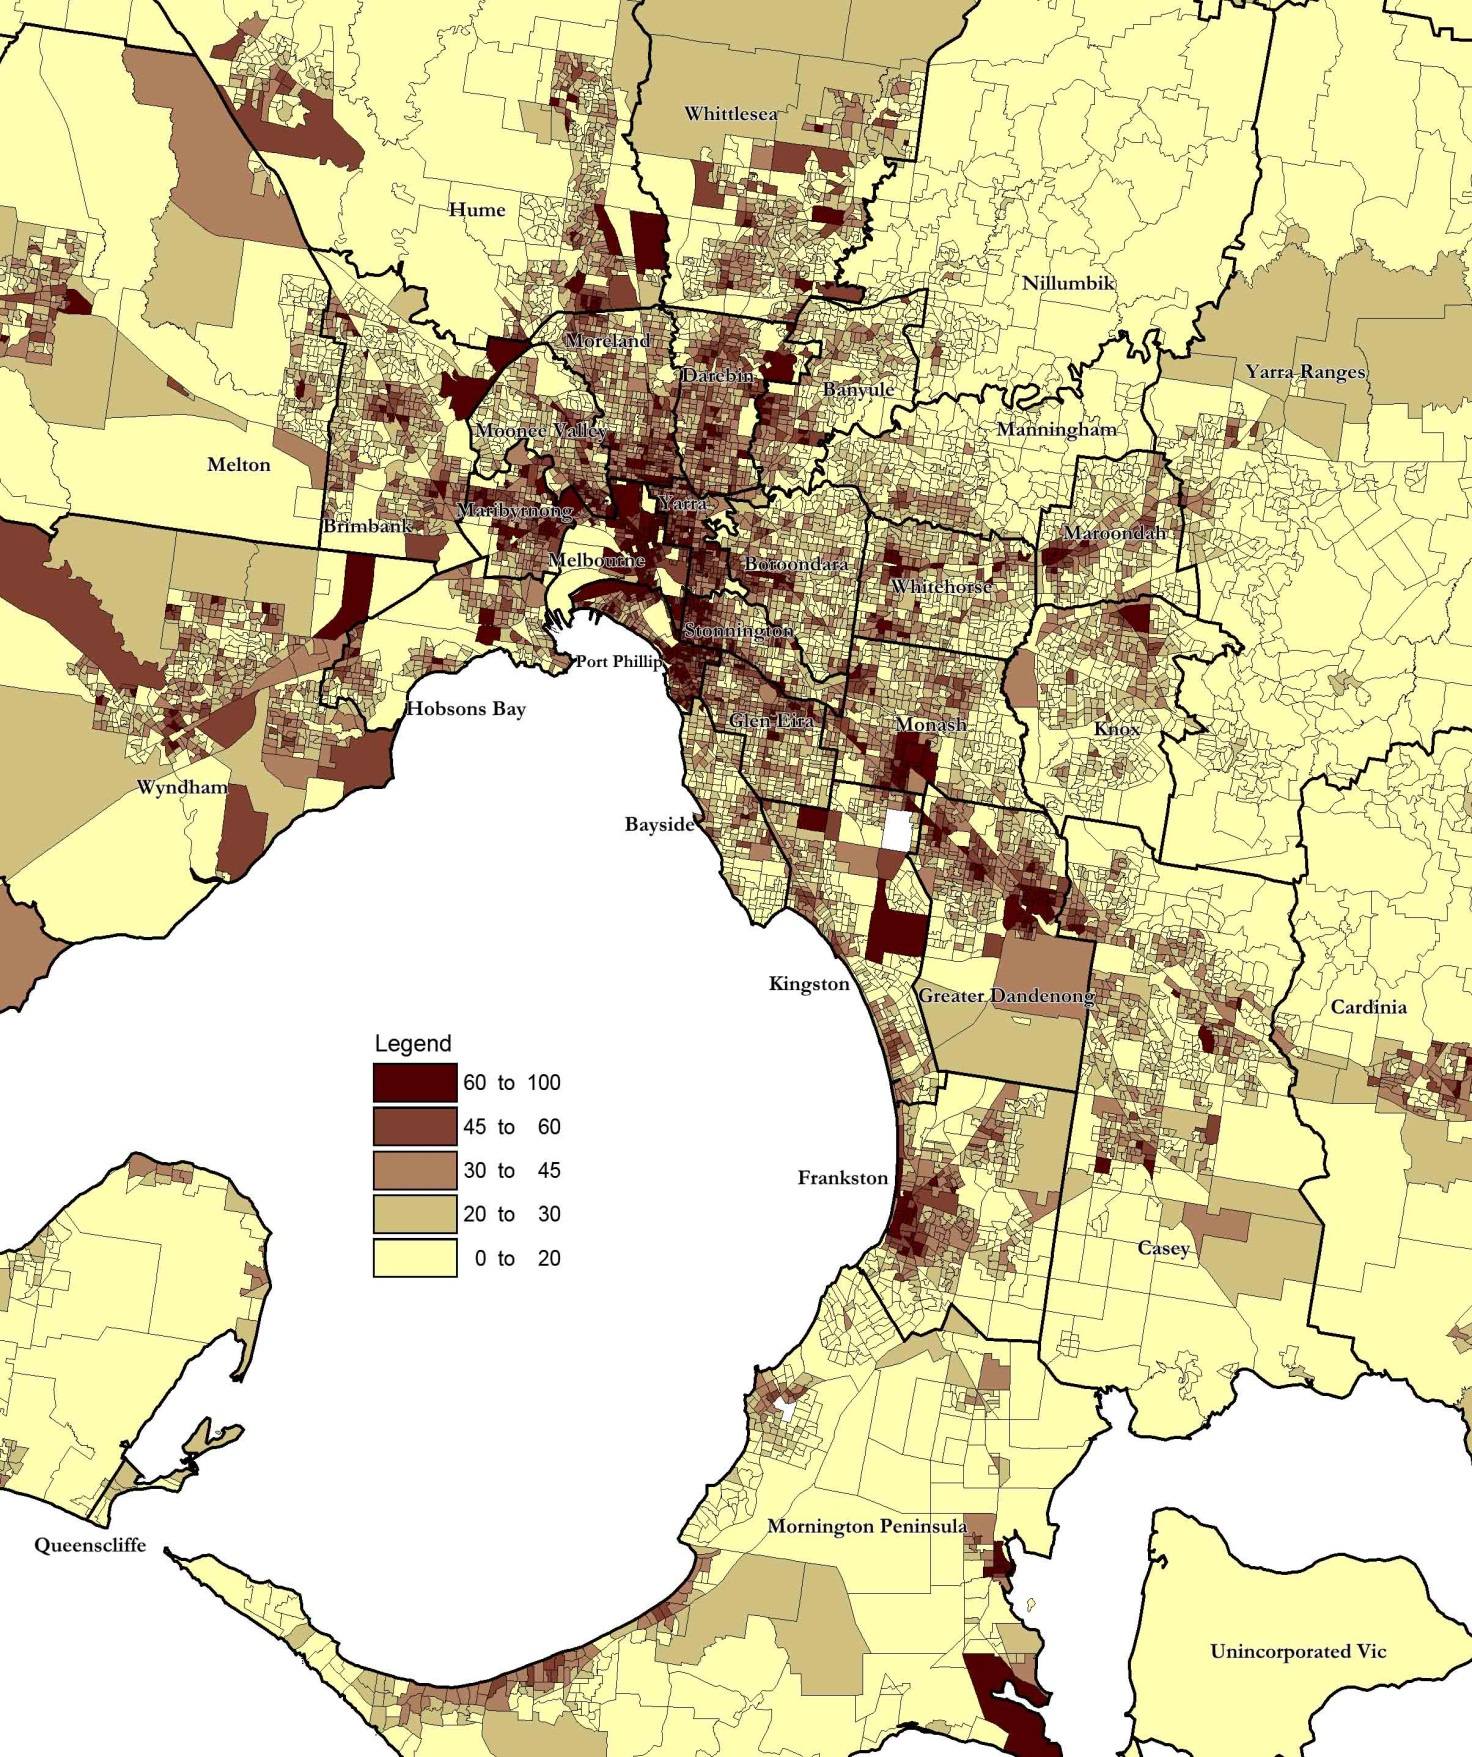 Whittlesea
Hume
Nillumbik
Moreland
Darebin
Yarra Ranges
Banyule
Moonee Valley
Manningham
Melton
Yarra
Maribyrnong
Brimbank
Maroondah
Melbourne
Boroondara
Whitehorse
Stonnington
Port Phillip
Hobsons Bay
Glen Eira
Monash
Knox
Wyndham
Bayside
Kingston
Greater Dandenong
Cardinia
Legend
60 to 100
45 to 60
30 to 45
20 to 30
0 to 20
Frankston
Casey
Mornington Peninsula
Queenscliffe
Unincorporated Vic